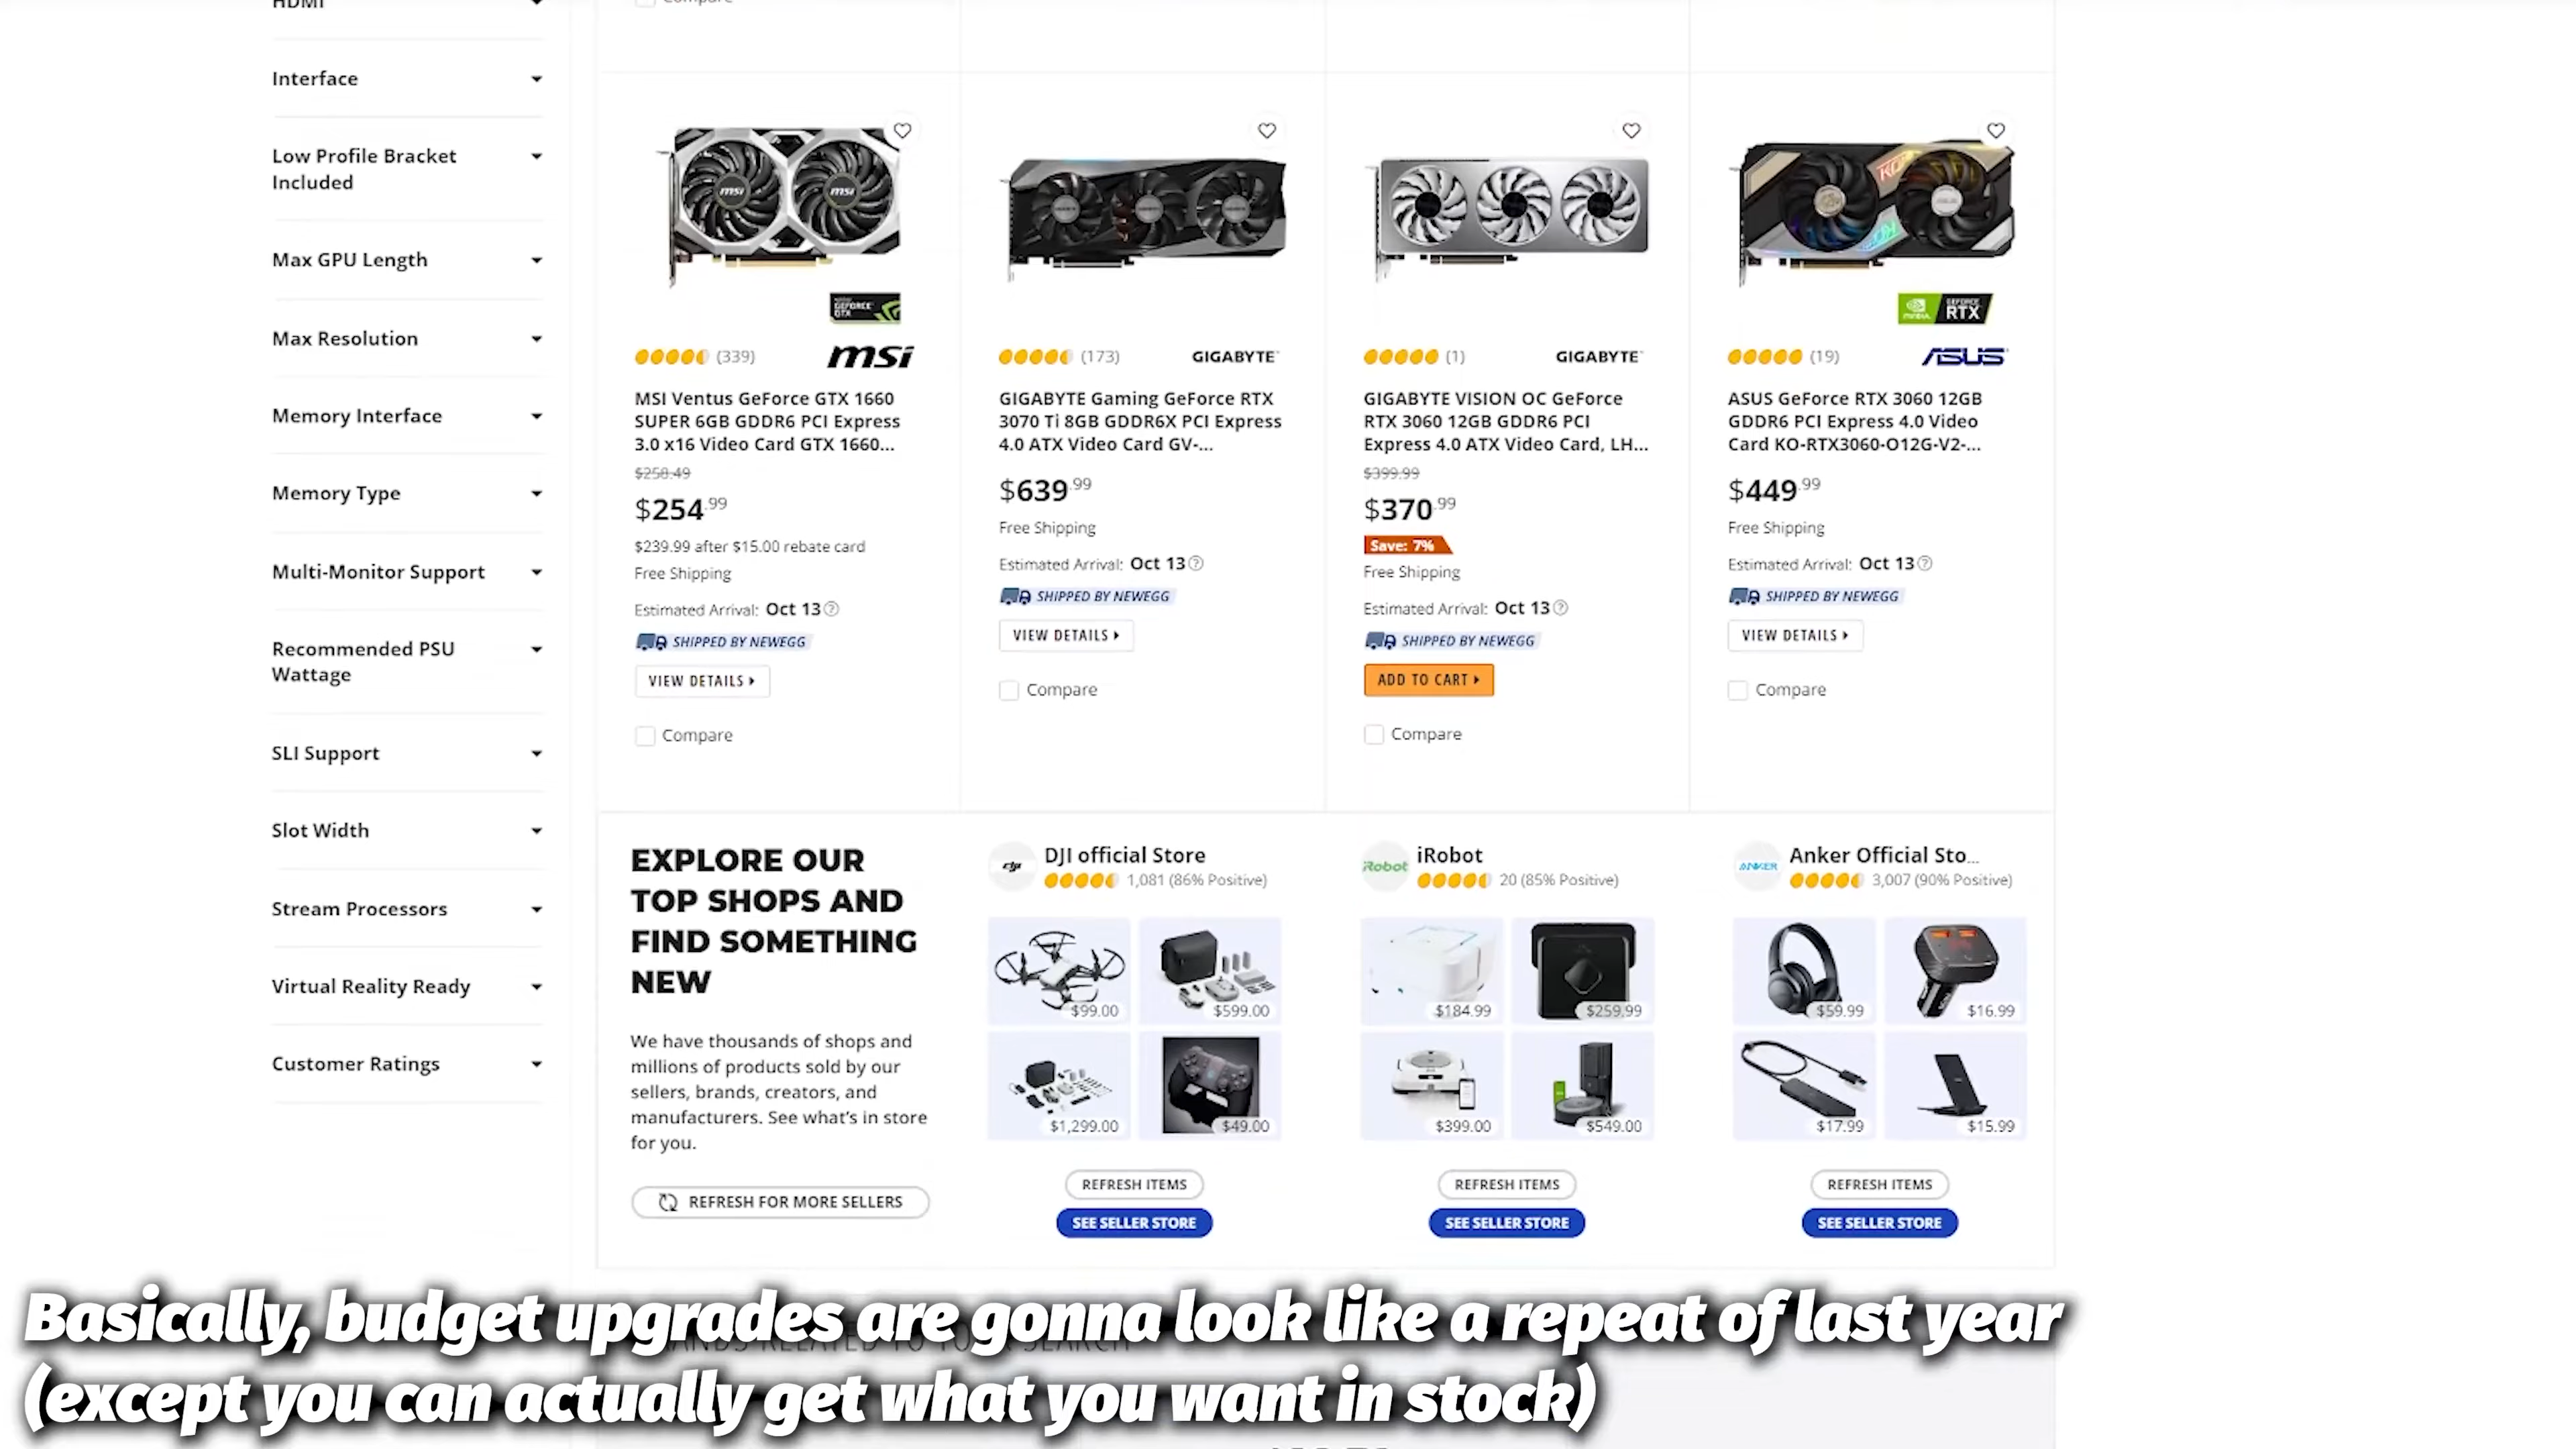 HDMI
Compare
Interface
Low Profile Bracket
Included
Max GPU Length
Max Resolution
Memory Interface
Memory Type
Multi-Monitor Support
Recommended PSU
Wattage
SLI Support
Slot Width
Stream Processors
Virtual Reality Ready
Customer Ratings
msi
msi
GEFORCE
GTX
(339)
msi
MSI Ventus GeForce GTX 1660
SUPER 6GB GDDR6 PCI Express
3.0 x16 Video Card GTX 1660...
$258.49
$254.99
$239.99 after $15.00 rebate card
Free Shipping
Estimated Arrival: Oct 13
SHIPPED BY NEWEGG
VIEW DETAILS
Compare
(173)
GIGABYTE
GIGABYTE Gaming GeForce RTX
3070 Ti 8GB GDDR6X PCI Express
4.0 ATX Video Card GV-...
$639.99
Free Shipping
Estimated Arrival: Oct 13
SHIPPED BY NEWEGG
VIEW DETAILS
Compare
(1)
GIGABYTE
GIGABYTE VISION OC GeForce
RTX 3060 12GB GDDR6 PCI
Express 4.0 ATX Video Card, LH...
$399.99
$370.99
Save: 7%
Free Shipping
Estimated Arrival: Oct 13
SHIPPED BY NEWEGG
ADD TO CART
Compare
NVIDIA
GEFORCE
RTX
(19)
ASUS
ASUS GeForce RTX 3060 12GB
GDDR6 PCI Express 4.0 Video
Card KO-RTX3060-O12G-V2-...
$449.99
Free Shipping
Estimated Arrival: Oct 13
SHIPPED BY NEWEGG
VIEW DETAILS
Compare
EXPLORE OUR
TOP SHOPS AND
FIND SOMETHING
NEW
We have thousands of shops and
millions of products sold by our
sellers, brands, creators, and
manufacturers. See what's in store
for you.
REFRESH FOR MORE SELLERS
dji
DJI official Store
1,081 (86% Positive)
$99.00
$599.00
$1,299.00
$49.00
REFRESH ITEMS
SEE SELLER STORE
iRobot
iRobot
20 (85% Positive)
$184.99
$259.99
$399.00
$549.00
REFRESH ITEMS
SEE SELLER STORE
ANKER
Anker Official Sto...
3,007 (90% Positive)
$59.99
$16.99
$17.99
$15.99
REFRESH ITEMS
SEE SELLER STORE
Basically, budget upgrades are gonna look like a repeat of last year
(except you can actually get what you want in stock)